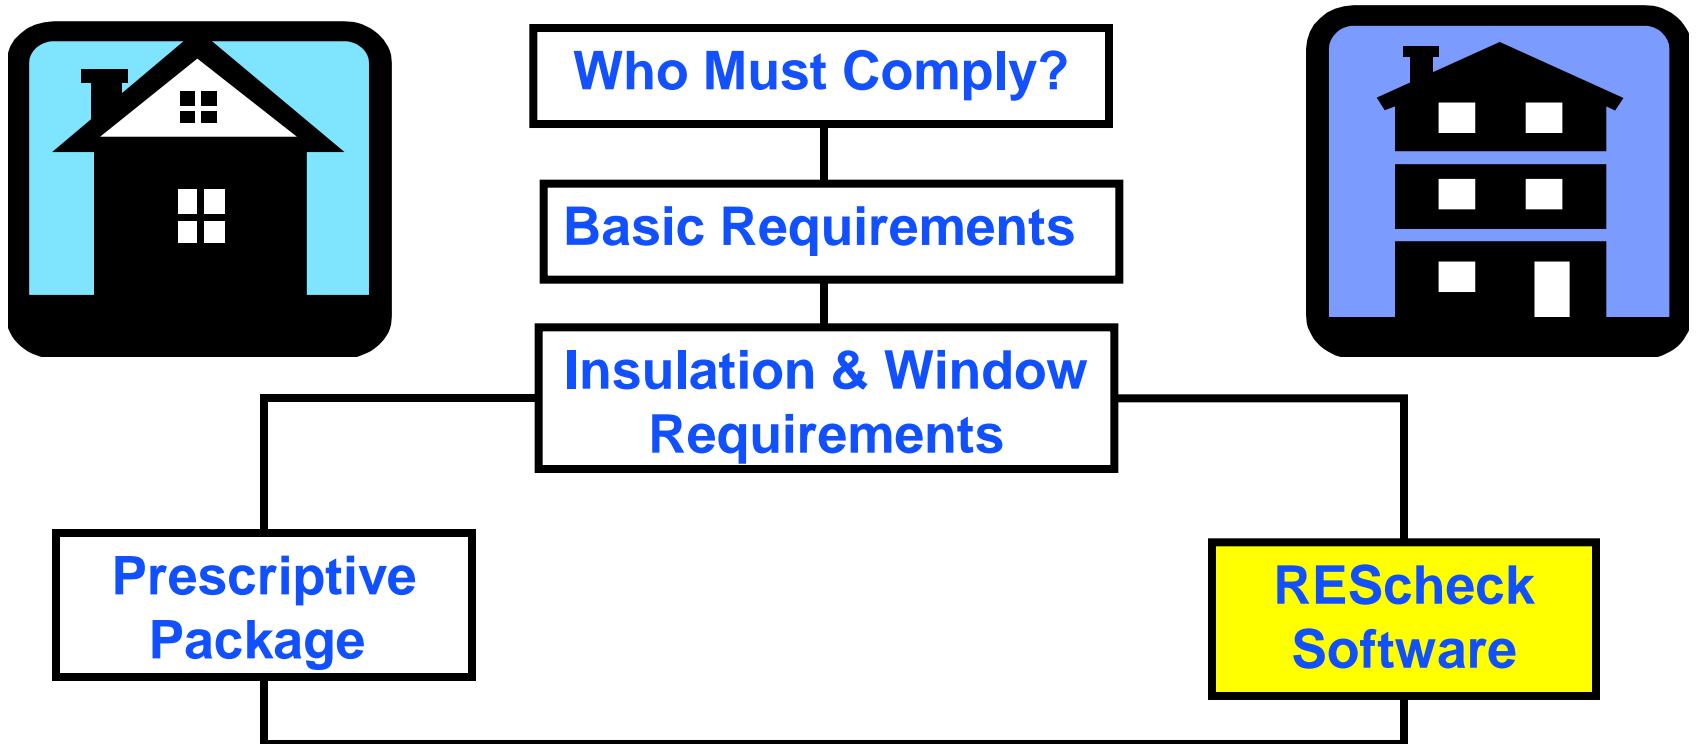 Who Must Comply?
Basic Requirements
Insulation & Window
Requirements
Prescriptive
Package
REScheck
Software